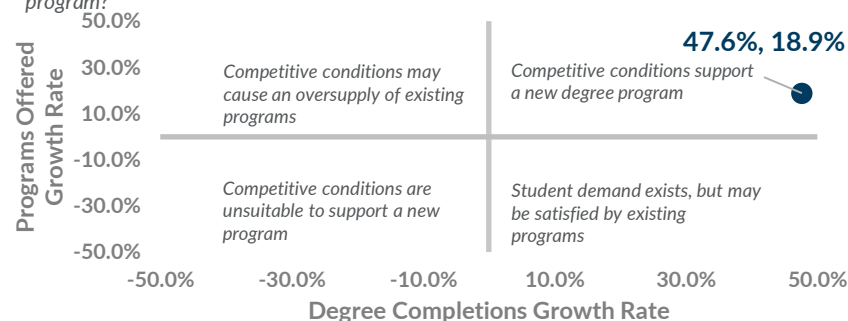 program?
50.0%
47.6%, 18.9%
30.0%
Competitive conditions may
cause an oversupply of existing
programs
Competitive conditions support
a new degree program
10.0%
Programs Offered
Growth Rate
-10.0%
Competitive conditions are
unsuitable to support a new
program
Student demand exists, but may
be satisfied by existing
programs
-30.0%
-50.0%
-50.0%
-30.0%
-10.0%
10.0%
30.0%
50.0%
Degree Completions Growth Rate